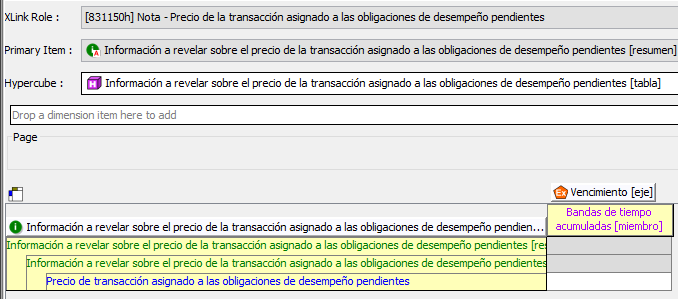 XLink Role : [831150h] Nota - Precio de la transacción asignado a las obligaciones de desempeño pendientes
Primary Item : Información a revelar sobre el precio de la transacción asignado a las obligaciones de desempeño pendientes [resumen]
Hypercube : Información a revelar sobre el precio de la transacción asignado a las obligaciones de desempeño pendientes [tabla]
Drop a dimension item here to add
Page
Ex Vencimiento [eje]
Bandas de tiempo
acumuladas [miembro]
Información a revelar sobre el precio de la transacción asignado a las obligaciones de desempeño pendien...
Información a revelar sobre el precio de la transacción asignado a las obligaciones de desempeño pendientes [res
Información a revelar sobre el precio de la transacción asignado a las obligaciones de desempeño pendientes
Precio de transacción asignado a las obligaciones de desempeño pendientes